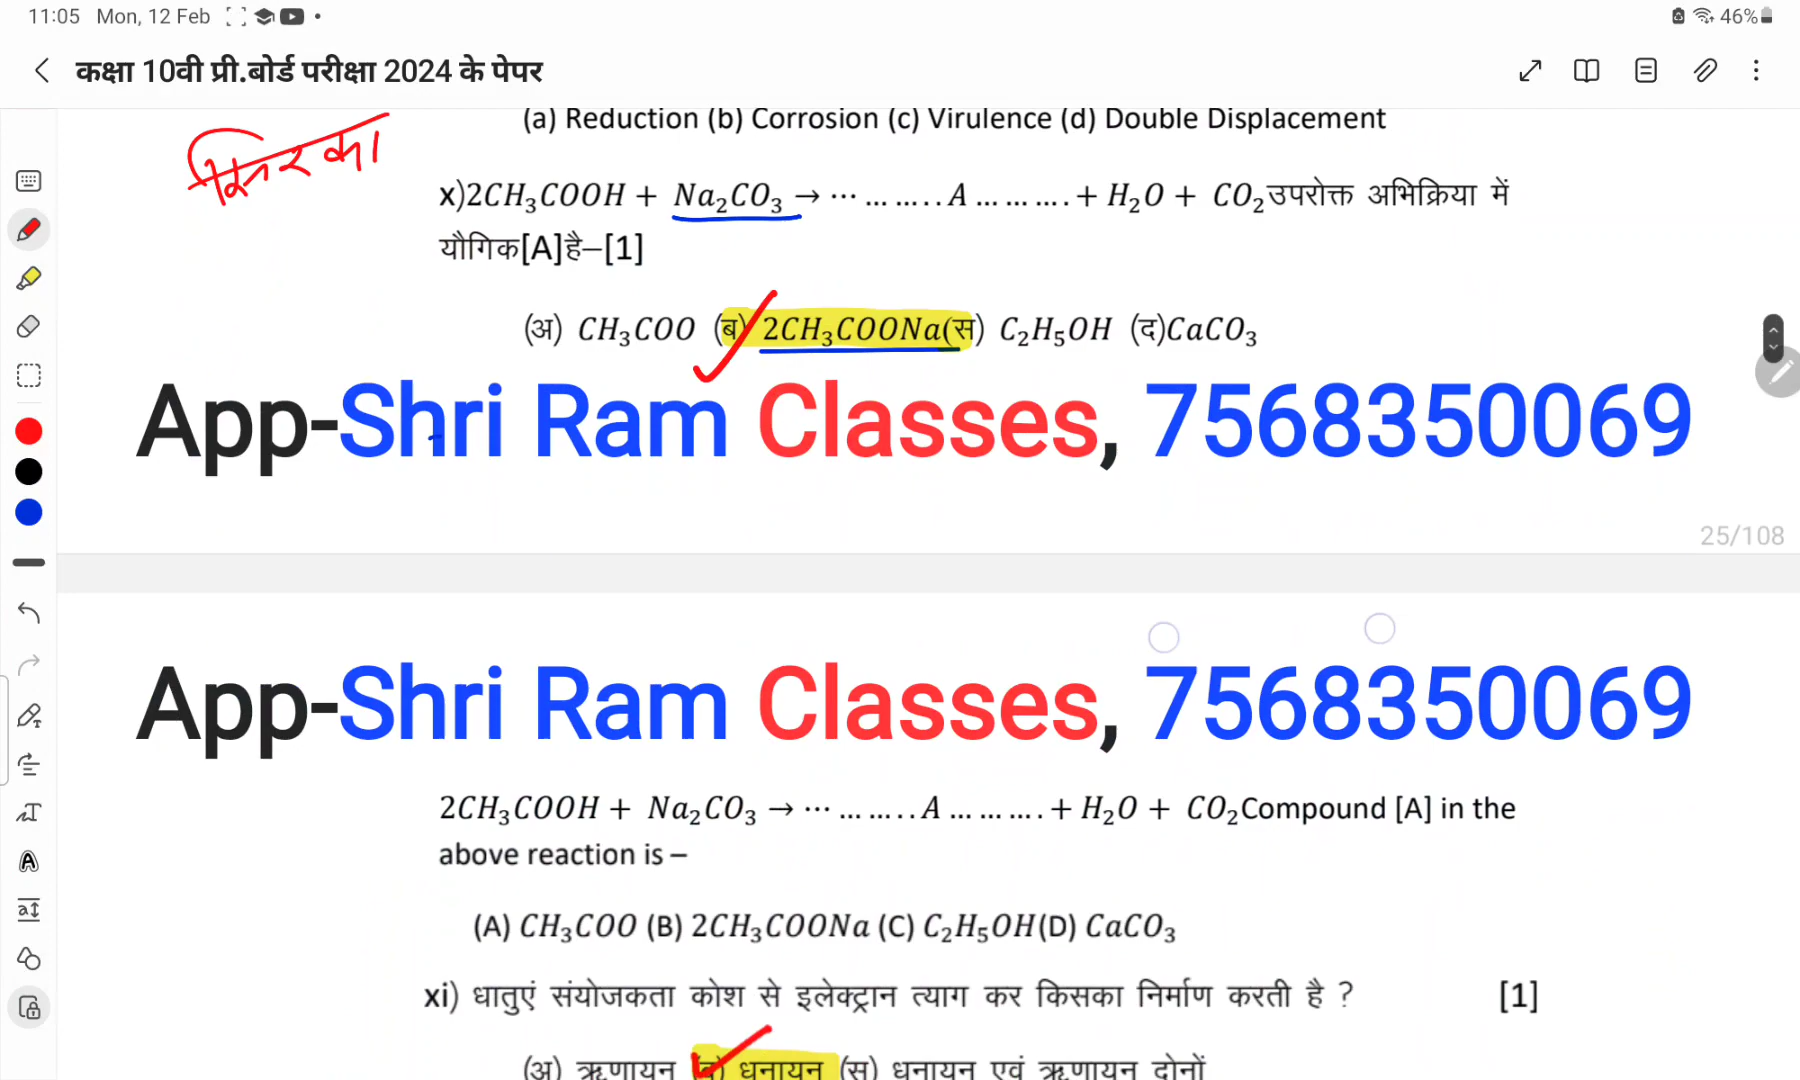 11:05 Mon, 12 Feb
46%
कक्षा 10वी प्री.बोर्ड परीक्षा 2024 के पेपर
(a) Reduction (b) Corrosion (c) Virulence (d) Double Displacement
x)2CH₃COOH + Na₂CO₃ → ⋯ … … . . A … … … . + H₂O + CO₂उपरोक्त अभिक्रिया में
यौगिक[A]है–[1]
(अ) CH₃COO (ब) 2CH₃COONa(स) C₂H₅OH (द)CaCO₃
App-Shri Ram Classes, 7568350069
25/108
App-Shri Ram Classes, 7568350069
2CH₃COOH + Na₂CO₃ → ⋯ … … . . A … … … . + H₂O + CO₂Compound [A] in the
above reaction is –
(A) CH₃COO (B) 2CH₃COONa (C) C₂H₅OH(D) CaCO₃
xi) धातुएं संयोजकता कोश से इलेक्ट्रान त्याग कर किसका निर्माण करती है ? [1]
(अ) ऋणायन (ब) धनायन (स) धनायन एवं ऋणायन दोनों